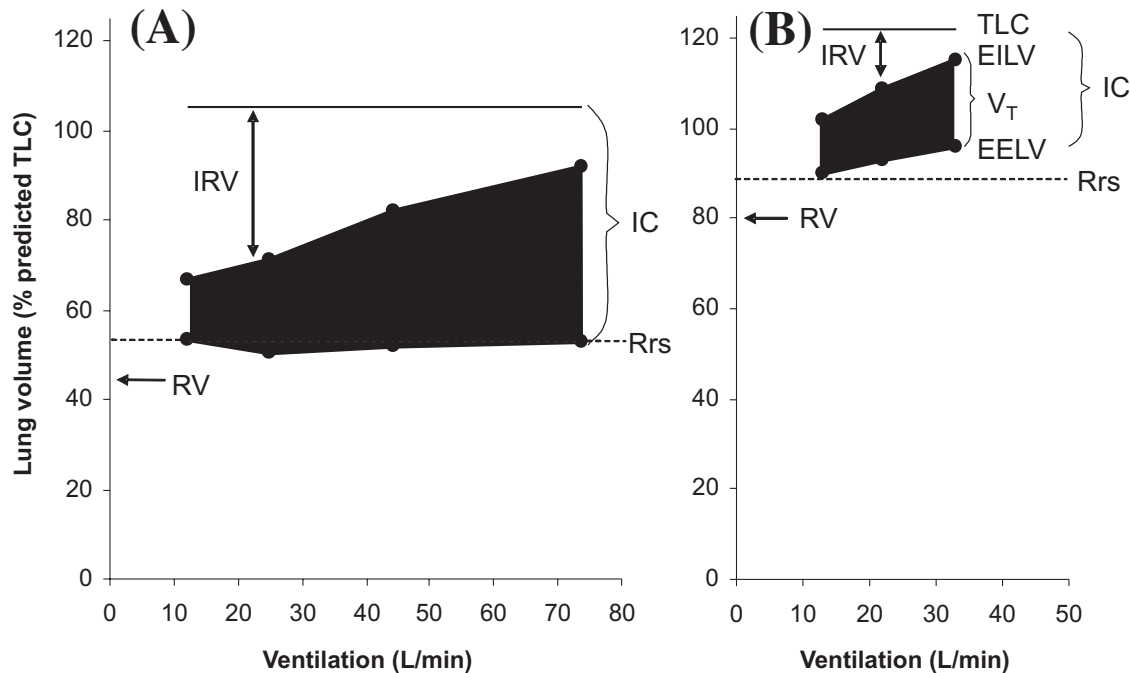 (A)
120
100
80
60
40
20
0
Lung volume (% predicted TLC)
IRV
IC
Rrs
RV
0 10 20 30 40 50 60 70 80
Ventilation (L/min)
(B)
120
100
80
60
40
20
0
TLC
IRV
EILV
IC
VT
EELV
Rrs
RV
0 10 20 30 40 50
Ventilation (L/min)